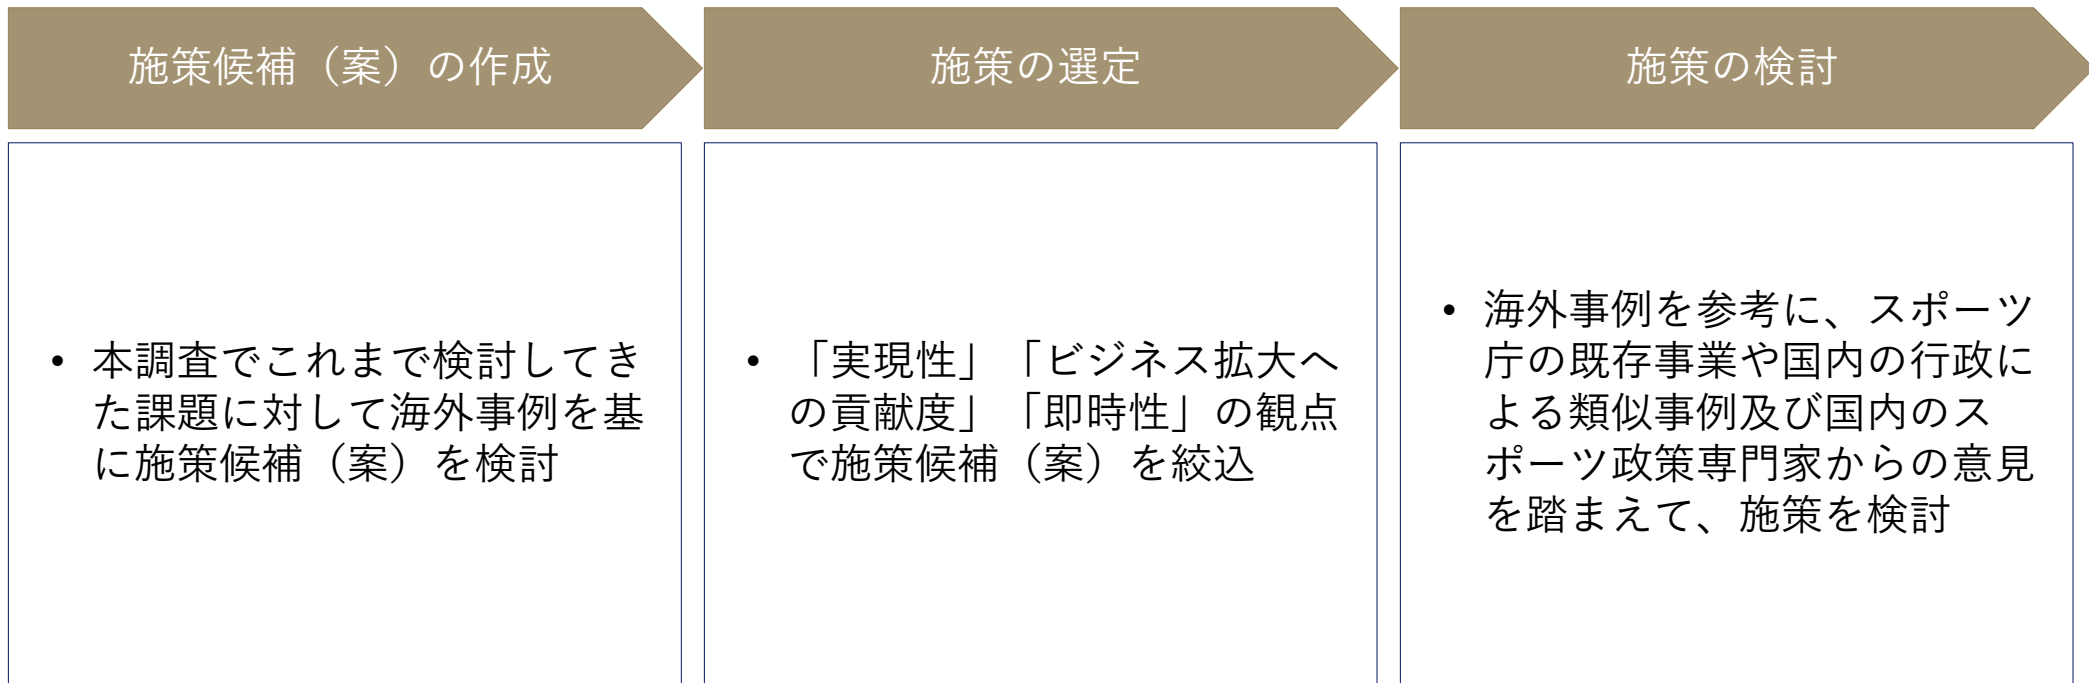 施策候補（案）の作成
施策の選定
施策の検討
• 本調査でこれまで検討してき
た課題に対して海外事例を基
に施策候補（案）を検討
• 「実現性」「ビジネス拡大へ
の貢献度」「即時性」の観点
で施策候補（案）を絞込
• 海外事例を参考に、スポーツ
庁の既存事業や国内の行政に
よる類似事例及び国内のス
ポーツ政策専門家からの意見
を踏まえて、施策を検討